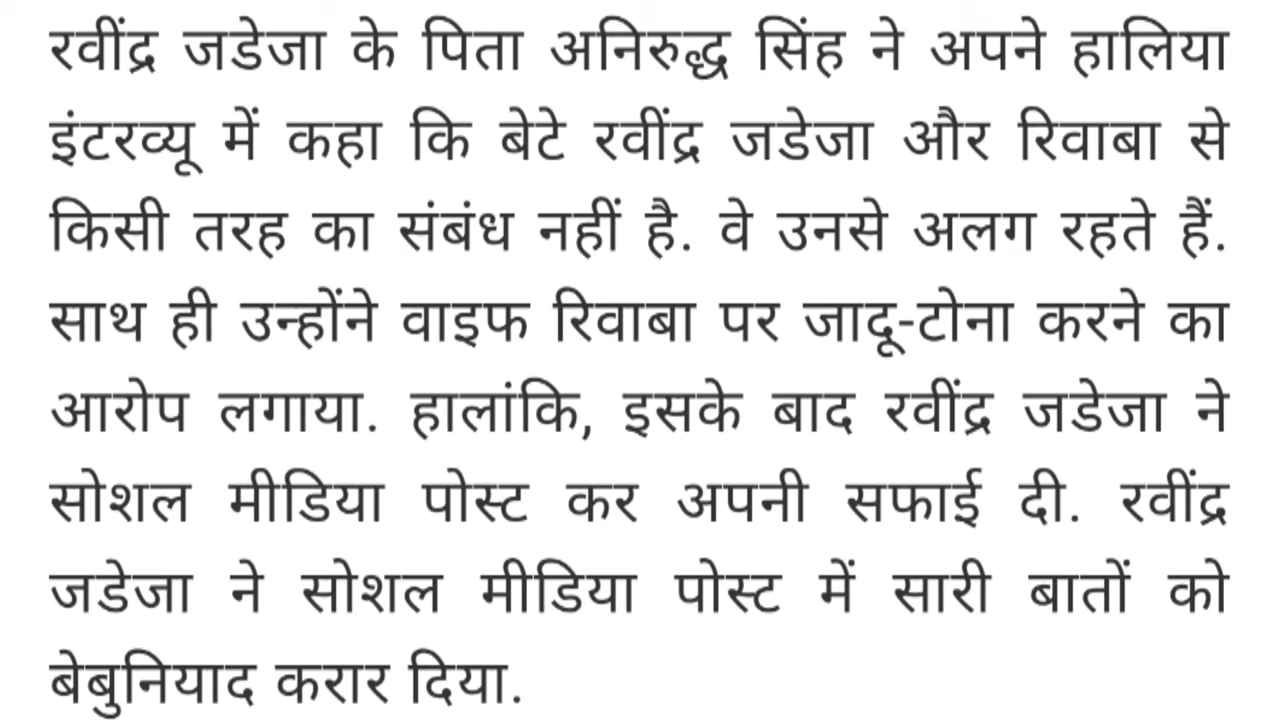 रवींद्र जडेजा के पिता अनिरुद्ध सिंह ने अपने हालिया
इंटरव्यू में कहा कि बेटे रवींद्र जडेजा और रिवाबा से
किसी तरह का संबंध नहीं है. वे उनसे अलग रहते हैं.
साथ ही उन्होंने वाइफ रिवाबा पर जादू-टोना करने का
आरोप लगाया. हालांकि, इसके बाद रवींद्र जडेजा ने
सोशल मीडिया पोस्ट कर अपनी सफाई दी. रवींद्र
जडेजा ने सोशल मीडिया पोस्ट में सारी बातों को
बेबुनियाद करार दिया.